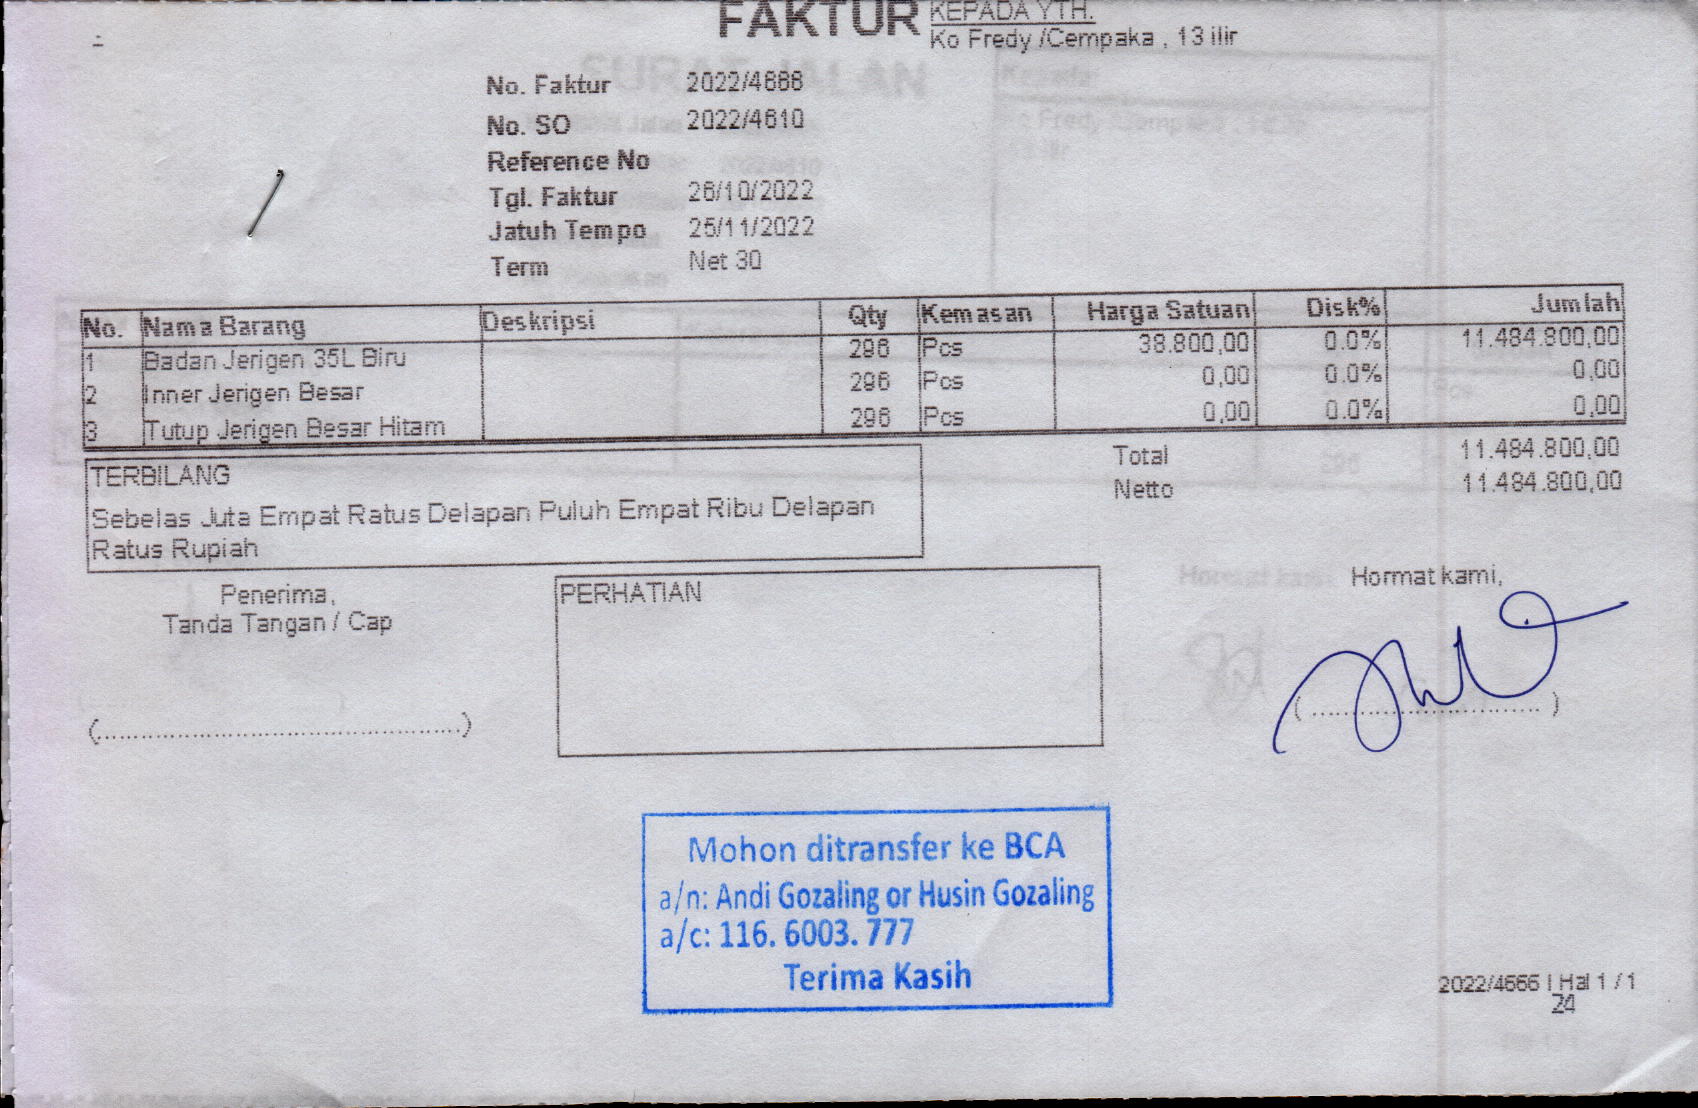 FAKTUR
KEPADA YTH.
Ko Fredy /Cempaka , 13 ilir
No. Faktur 2022/4666
No. SO 2022/4610
Reference No
Tgl. Faktur 26/10/2022
Jatuh Tempo 25/11/2022
Term Net 30
No. Nama Barang Deskripsi Qty Kemasan Harga Satuan Disk% Jumlah
1 Badan Jerigen 35L Biru 296 Pcs 38.800,00 0.0% 11.484.800,00
2 Inner Jerigen Besar 296 Pcs 0,00 0.0% 0,00
3 Tutup Jerigen Besar Hitam 296 Pcs 0,00 0.0% 0,00
Total 11.484.800,00
Netto 11.484.800,00
TERBILANG
Sebelas Juta Empat Ratus Delapan Puluh Empat Ribu Delapan
Ratus Rupiah
Penerima,
Tanda Tangan / Cap
(..............................................)
PERHATIAN
Hormat kami,
(................................)
Mohon ditransfer ke BCA
a/n: Andi Gozaling or Husin Gozaling
a/c: 116. 6003. 777
Terima Kasih
2022/4666 | Hal 1 / 1
24